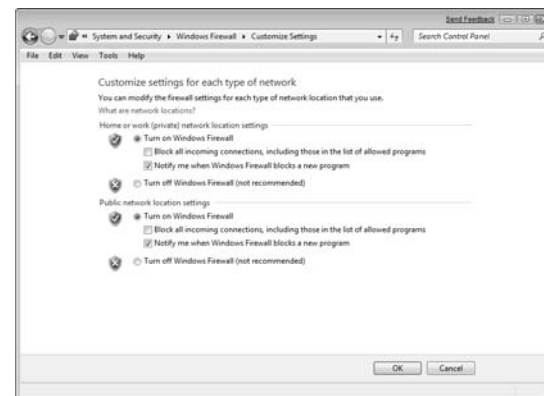 Send Feedback
« System and Security ▸ Windows Firewall ▸ Customize Settings
Search Control Panel
File Edit View Tools Help
Customize settings for each type of network
You can modify the firewall settings for each type of network location that you use.
What are network locations?
Home or work (private) network location settings
Turn on Windows Firewall
Block all incoming connections, including those in the list of allowed programs
Notify me when Windows Firewall blocks a new program
Turn off Windows Firewall (not recommended)
Public network location settings
Turn on Windows Firewall
Block all incoming connections, including those in the list of allowed programs
Notify me when Windows Firewall blocks a new program
Turn off Windows Firewall (not recommended)
OK Cancel